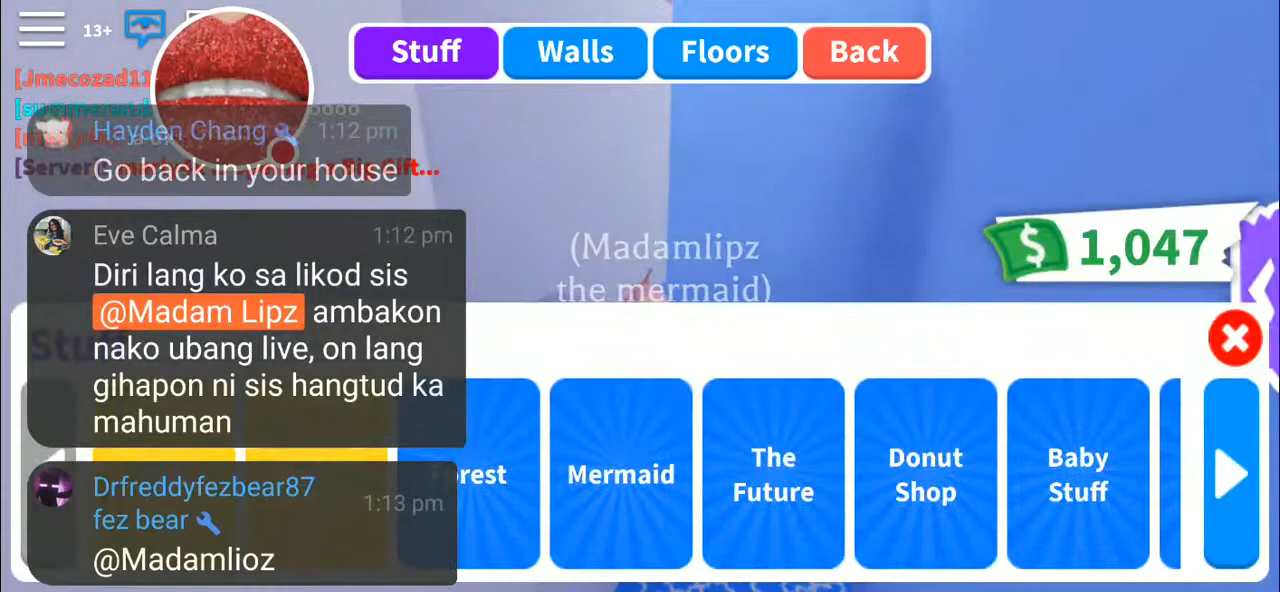 13+
Stuff
Walls
Floors
Back
[Jmecozad11
Hayden Chang
1:12 pm
Go back in your house
[Server]
Gift...
Eve Calma
1:12 pm
Diri lang ko sa likod sis
@Madam Lipz ambakon
nako ubang live, on lang
gihapon ni sis hangtud ka
mahuman
(Madamlipz
the mermaid)
1,047
Stuff
Drfreddyfezbear87
fez bear
1:13 pm
@Madamlioz
Mermaid
The
Future
Donut
Shop
Baby
Stuff